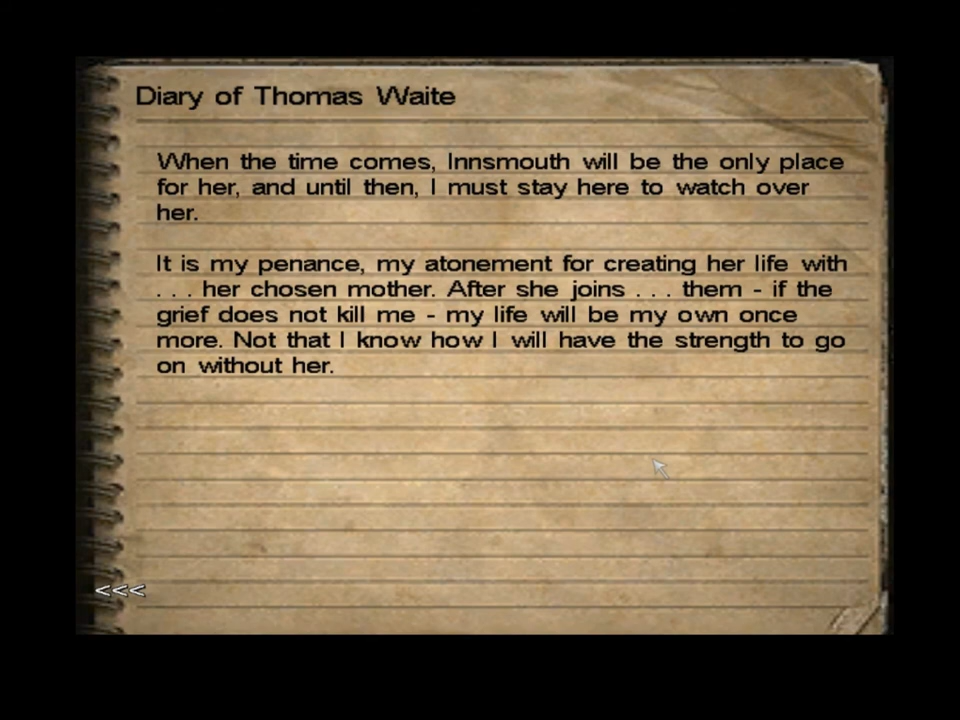 Diary of Thomas Waite
When the time comes, Innsmouth will be the only place
for her, and until then, I must stay here to watch over
her.
It is my penance, my atonement for creating her life with
. . . her chosen mother. After she joins . . . them - if the
grief does not kill me - my life will be my own once
more. Not that I know how I will have the strength to go
on without her.
<<<